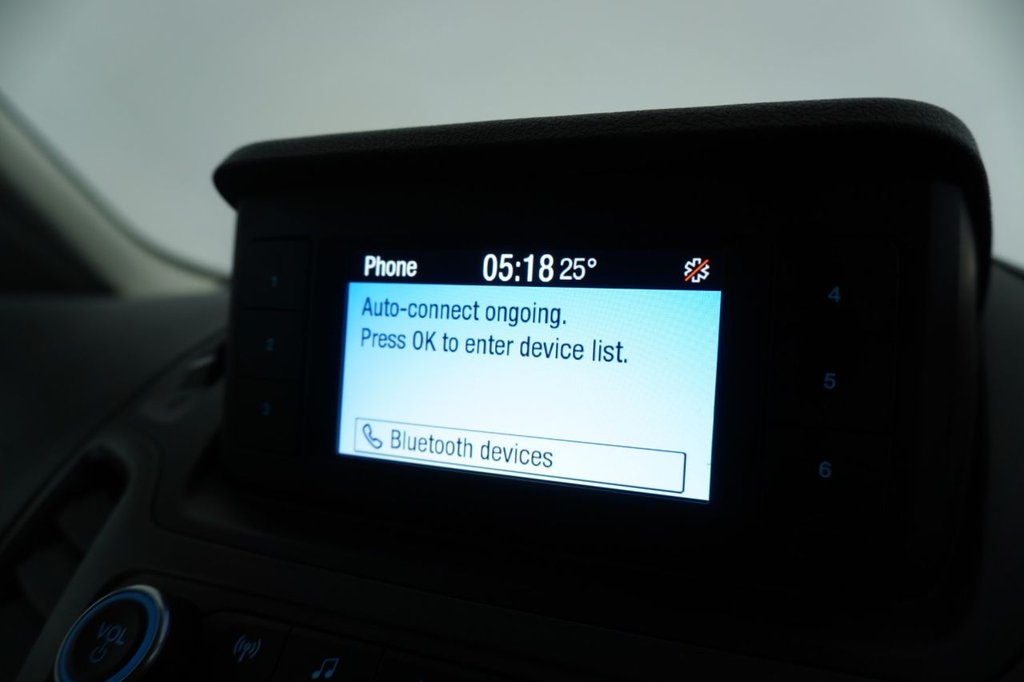 Phone 05:18 25°
Auto-connect ongoing.
Press OK to enter device list.
Bluetooth devices
1
2
3
4
5
6
VOL